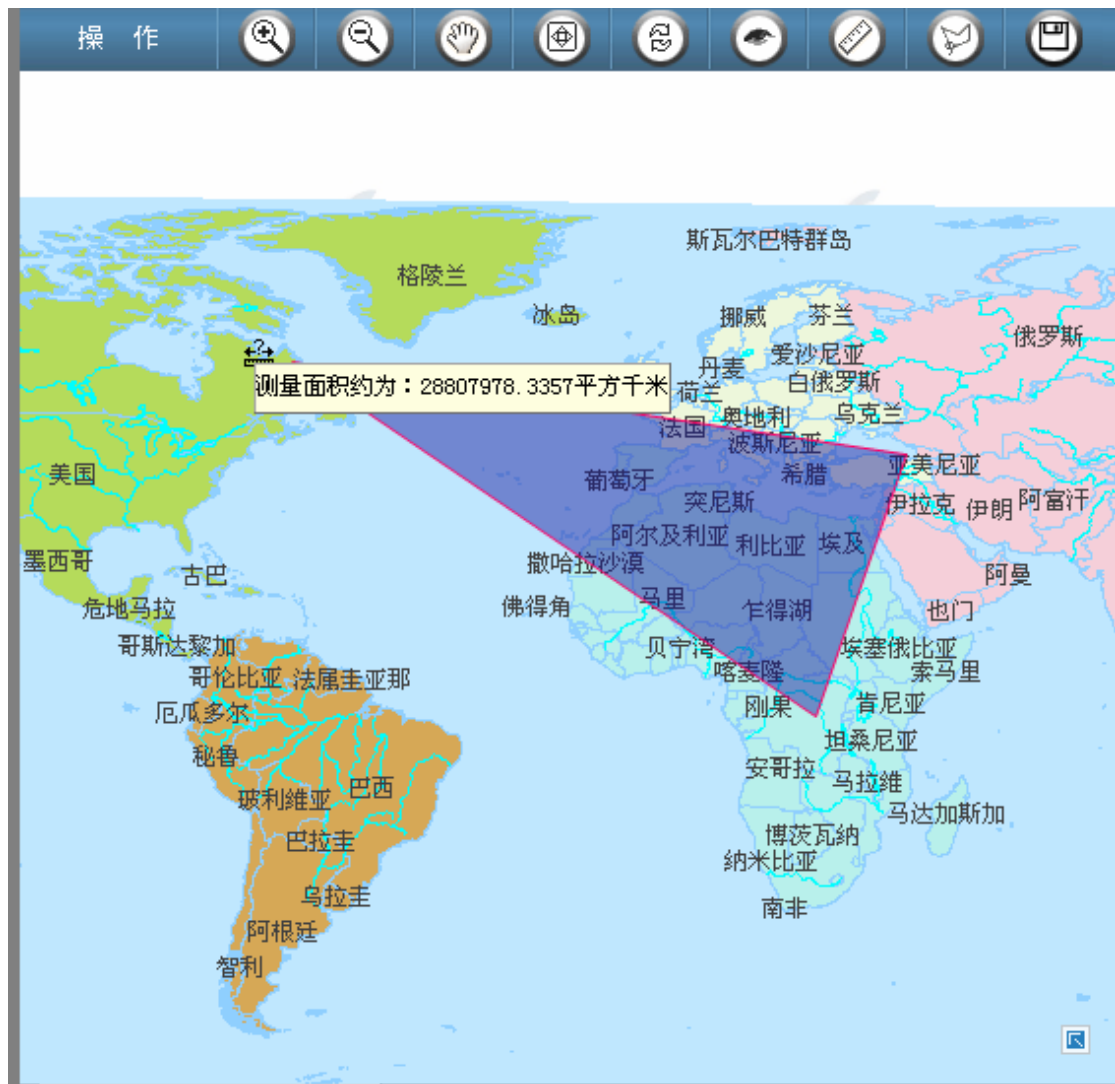 操 作
斯瓦尔巴特群岛
格陵兰
冰岛
挪威
芬兰
俄罗斯
爱沙尼亚
丹麦
白俄罗斯
测量面积约为：28807978.3357平方千米
荷兰
奥地利
乌克兰
法国
波斯尼亚
美国
葡萄牙
希腊
亚美尼亚
突尼斯
伊拉克
伊朗
阿富汗
阿尔及利亚
利比亚
埃及
墨西哥
古巴
撒哈拉沙漠
阿曼
危地马拉
佛得角
马里
乍得湖
也门
哥斯达黎加
贝宁湾
埃塞俄比亚
哥伦比亚
法属圭亚那
喀麦隆
索马里
厄瓜多尔
刚果
肯尼亚
秘鲁
坦桑尼亚
安哥拉
马拉维
玻利维亚
巴西
马达加斯加
巴拉圭
博茨瓦纳
纳米比亚
乌拉圭
南非
阿根廷
智利